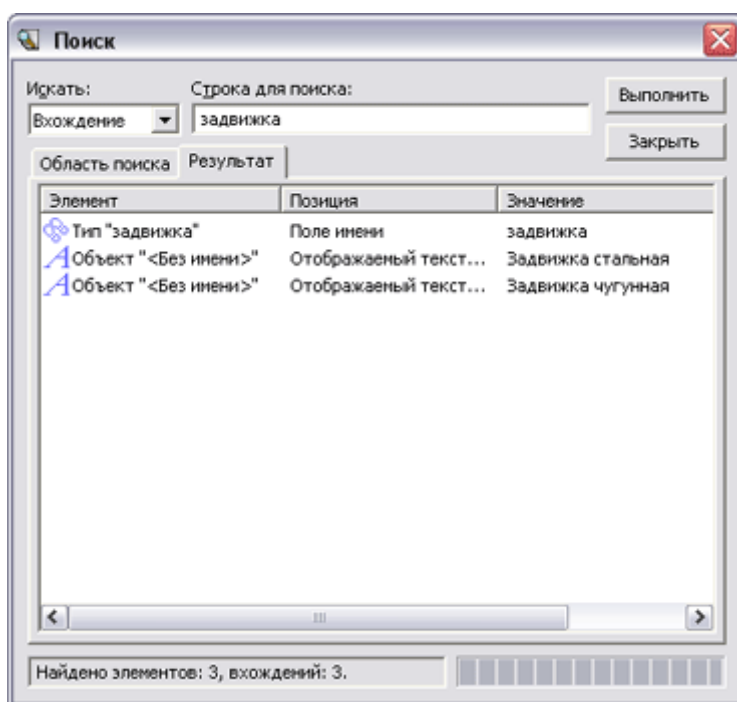 Поиск
Искать: Строка для поиска:
Вхождение задвижка
Выполнить
Закрыть
Область поиска Результат
Элемент Позиция Значение
Тип "задвижка" Поле имени задвижка
Объект "<Без имени>" Отображаемый текст... Задвижка стальная
Объект "<Без имени>" Отображаемый текст... Задвижка чугунная
Найдено элементов: 3, вхождений: 3.